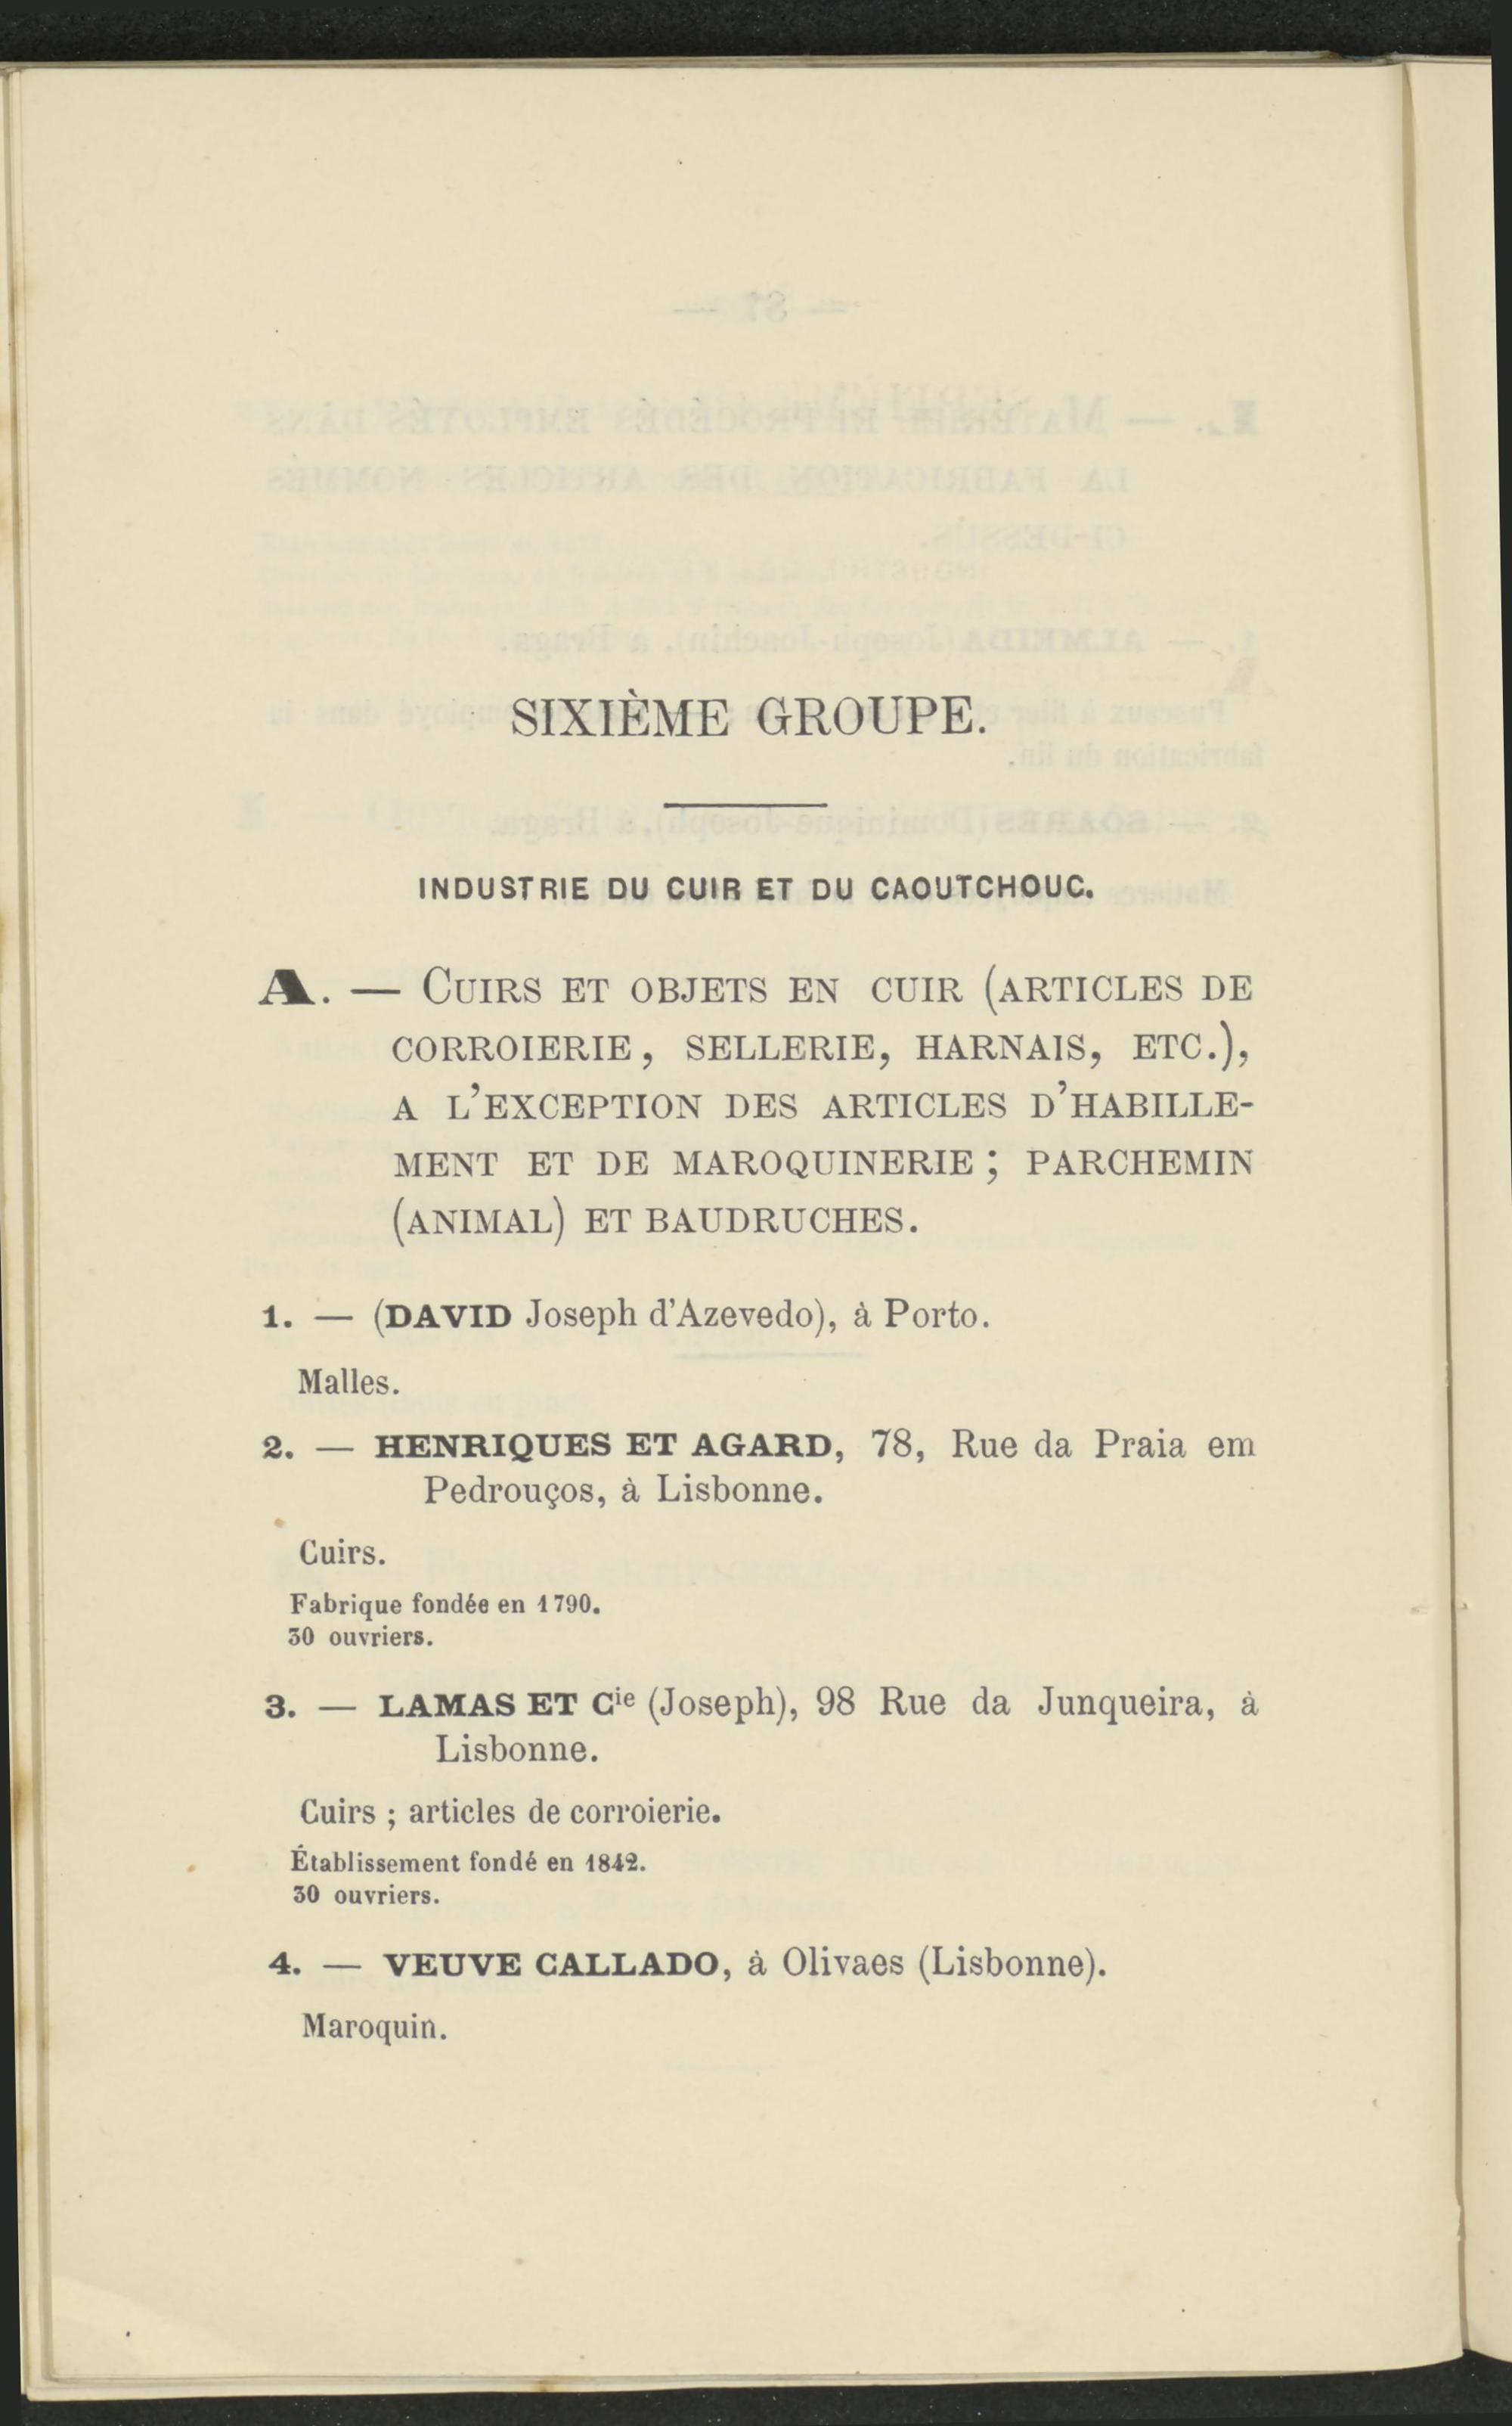 SIXIÈME GROUPE.
INDUSTRIE DU CUIR ET DU CAOUTCHOUC.
A. — CUIRS ET OBJETS EN CUIR (ARTICLES DE
CORROIERIE, SELLERIE, HARNAIS, ETC.),
A L'EXCEPTION DES ARTICLES D'HABILLE-
MENT ET DE MAROQUINERIE ; PARCHEMIN
(ANIMAL) ET BAUDRUCHES.
1. — (DAVID Joseph d'Azevedo), à Porto.
Malles.
2. — HENRIQUES ET AGARD, 78, Rue da Praia em
Pedrouços, à Lisbonne.
Cuirs.
Fabrique fondée en 1790.
30 ouvriers.
3. — LAMAS ET Cie (Joseph), 98 Rue da Junqueira, à
Lisbonne.
Cuirs ; articles de corroierie.
Établissement fondé en 1842.
30 ouvriers.
4. — VEUVE CALLADO, à Olivaes (Lisbonne).
Maroquin.